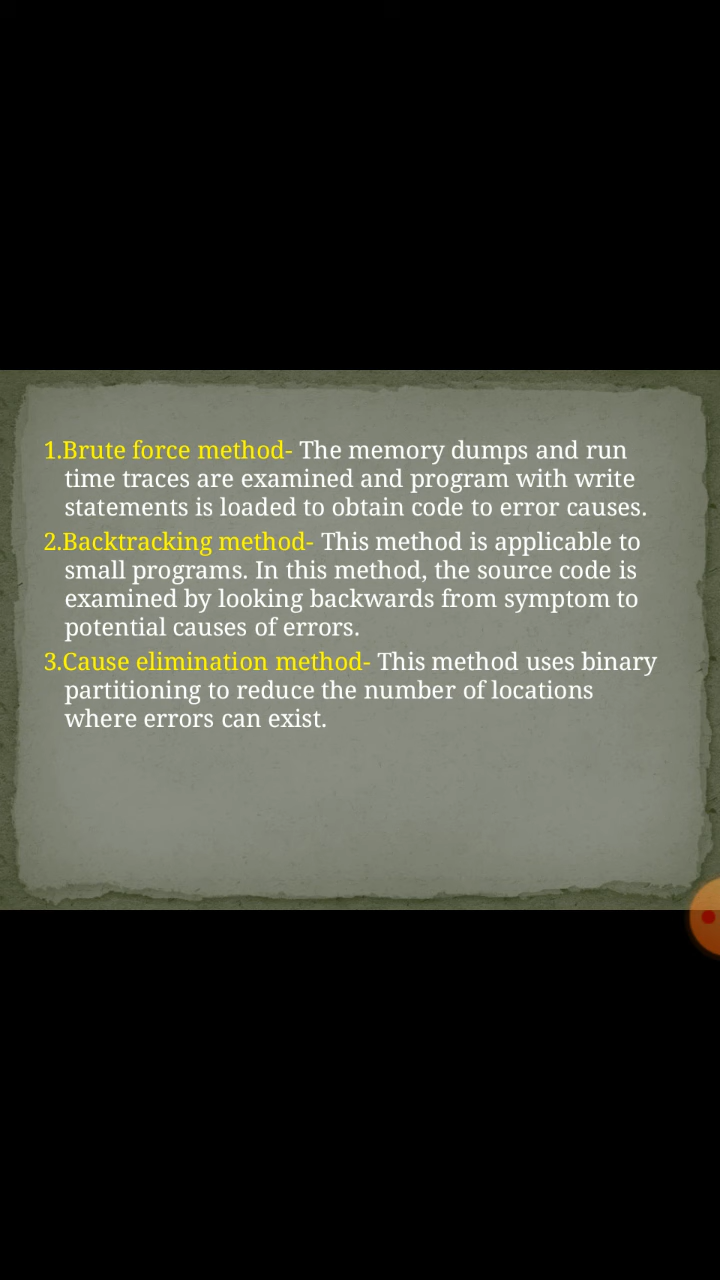 1.Brute force method- The memory dumps and run
time traces are examined and program with write
statements is loaded to obtain code to error causes.
2.Backtracking method- This method is applicable to
small programs. In this method, the source code is
examined by looking backwards from symptom to
potential causes of errors.
3.Cause elimination method- This method uses binary
partitioning to reduce the number of locations
where errors can exist.